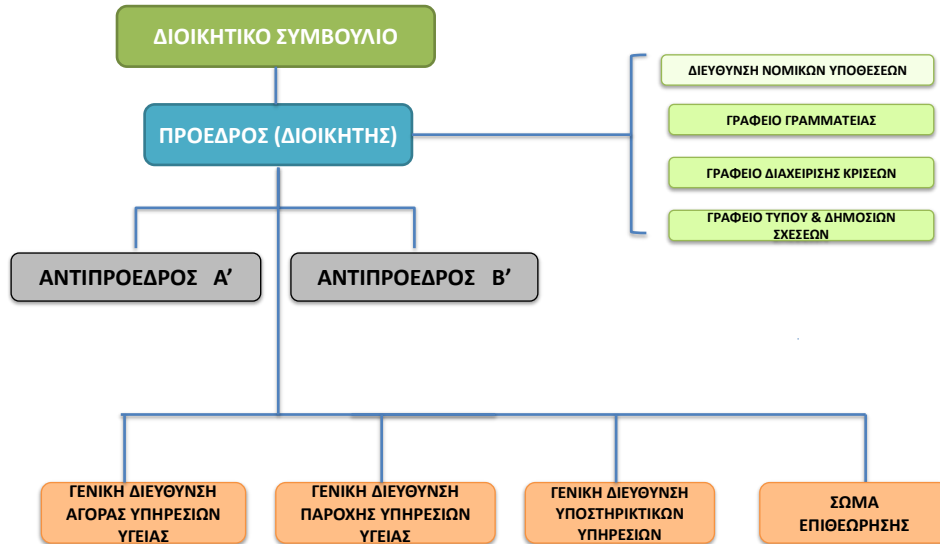 ΔΙΟΙΚΗΤΙΚΟ ΣΥΜΒΟΥΛΙΟ
ΠΡΟΕΔΡΟΣ (ΔΙΟΙΚΗΤΗΣ)
ΔΙΕΥΘΥΝΣΗ ΝΟΜΙΚΩΝ ΥΠΟΘΕΣΕΩΝ
ΓΡΑΦΕΙΟ ΓΡΑΜΜΑΤΕΙΑΣ
ΓΡΑΦΕΙΟ ΔΙΑΧΕΙΡΙΣΗΣ ΚΡΙΣΕΩΝ
ΓΡΑΦΕΙΟ ΤΥΠΟΥ & ΔΗΜΟΣΙΩΝ
ΣΧΕΣΕΩΝ
ΑΝΤΙΠΡΟΕΔΡΟΣ Α’
ΑΝΤΙΠΡΟΕΔΡΟΣ Β’
ΓΕΝΙΚΗ ΔΙΕΥΘΥΝΣΗ
ΑΓΟΡΑΣ ΥΠΗΡΕΣΙΩΝ
ΥΓΕΙΑΣ
ΓΕΝΙΚΗ ΔΙΕΥΘΥΝΣΗ
ΠΑΡΟΧΗΣ ΥΠΗΡΕΣΙΩΝ
ΥΓΕΙΑΣ
ΓΕΝΙΚΗ ΔΙΕΥΘΥΝΣΗ
ΥΠΟΣΤΗΡΙΚΤΙΚΩΝ
ΥΠΗΡΕΣΙΩΝ
ΣΩΜΑ
ΕΠΙΘΕΩΡΗΣΗΣ